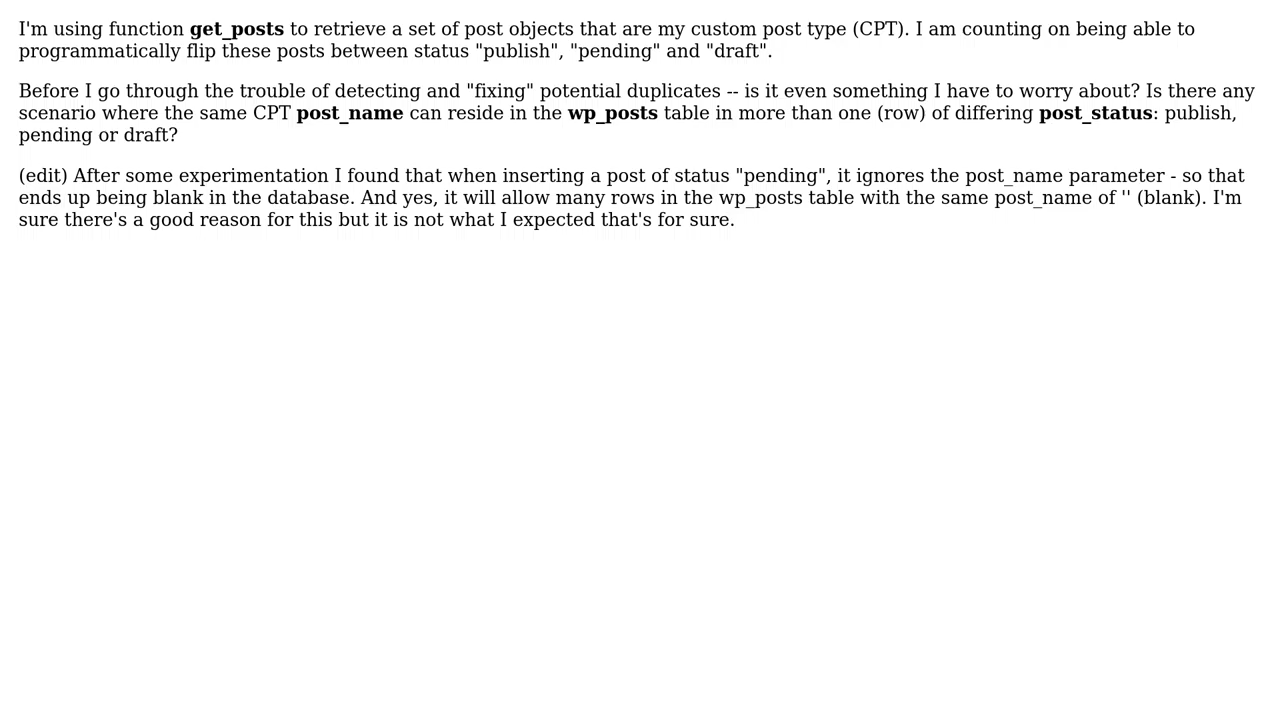 I'm using function get_posts to retrieve a set of post objects that are my custom post type (CPT). I am counting on being able to
programmatically flip these posts between status "publish", "pending" and "draft".
Before I go through the trouble of detecting and "fixing" potential duplicates -- is it even something I have to worry about? Is there any
scenario where the same CPT post_name can reside in the wp_posts table in more than one (row) of differing post_status: publish,
pending or draft?
(edit) After some experimentation I found that when inserting a post of status "pending", it ignores the post_name parameter - so that
ends up being blank in the database. And yes, it will allow many rows in the wp_posts table with the same post_name of '' (blank). I'm
sure there's a good reason for this but it is not what I expected that's for sure.